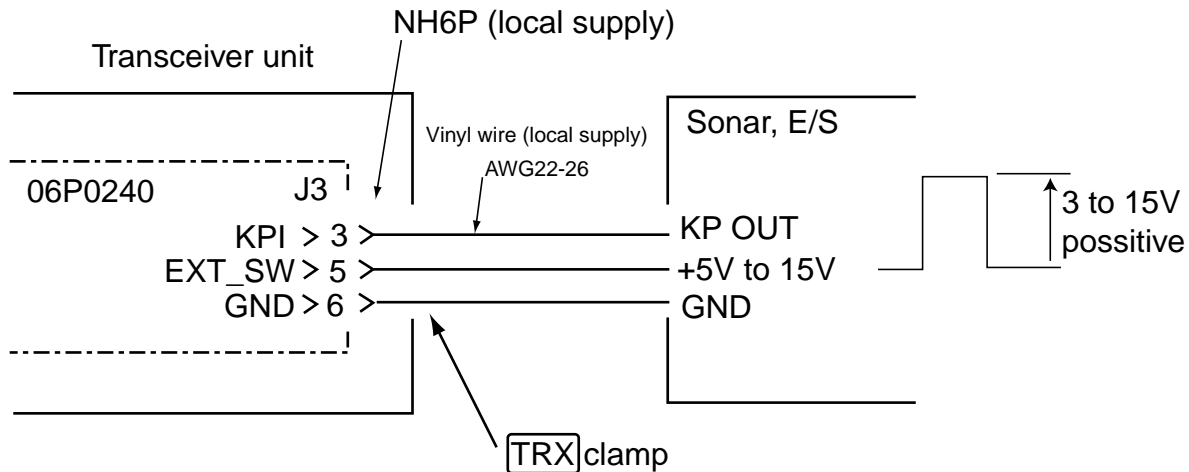 NH6P (local supply)
Transceiver unit
Sonar, E/S
Vinyl wire (local supply)
AWG22-26
06P0240
J3
3 to 15V
possitive
KPI > 3 >
KP OUT
EXT_SW > 5 >
+5V to 15V
GND > 6 >
GND
TRX clamp